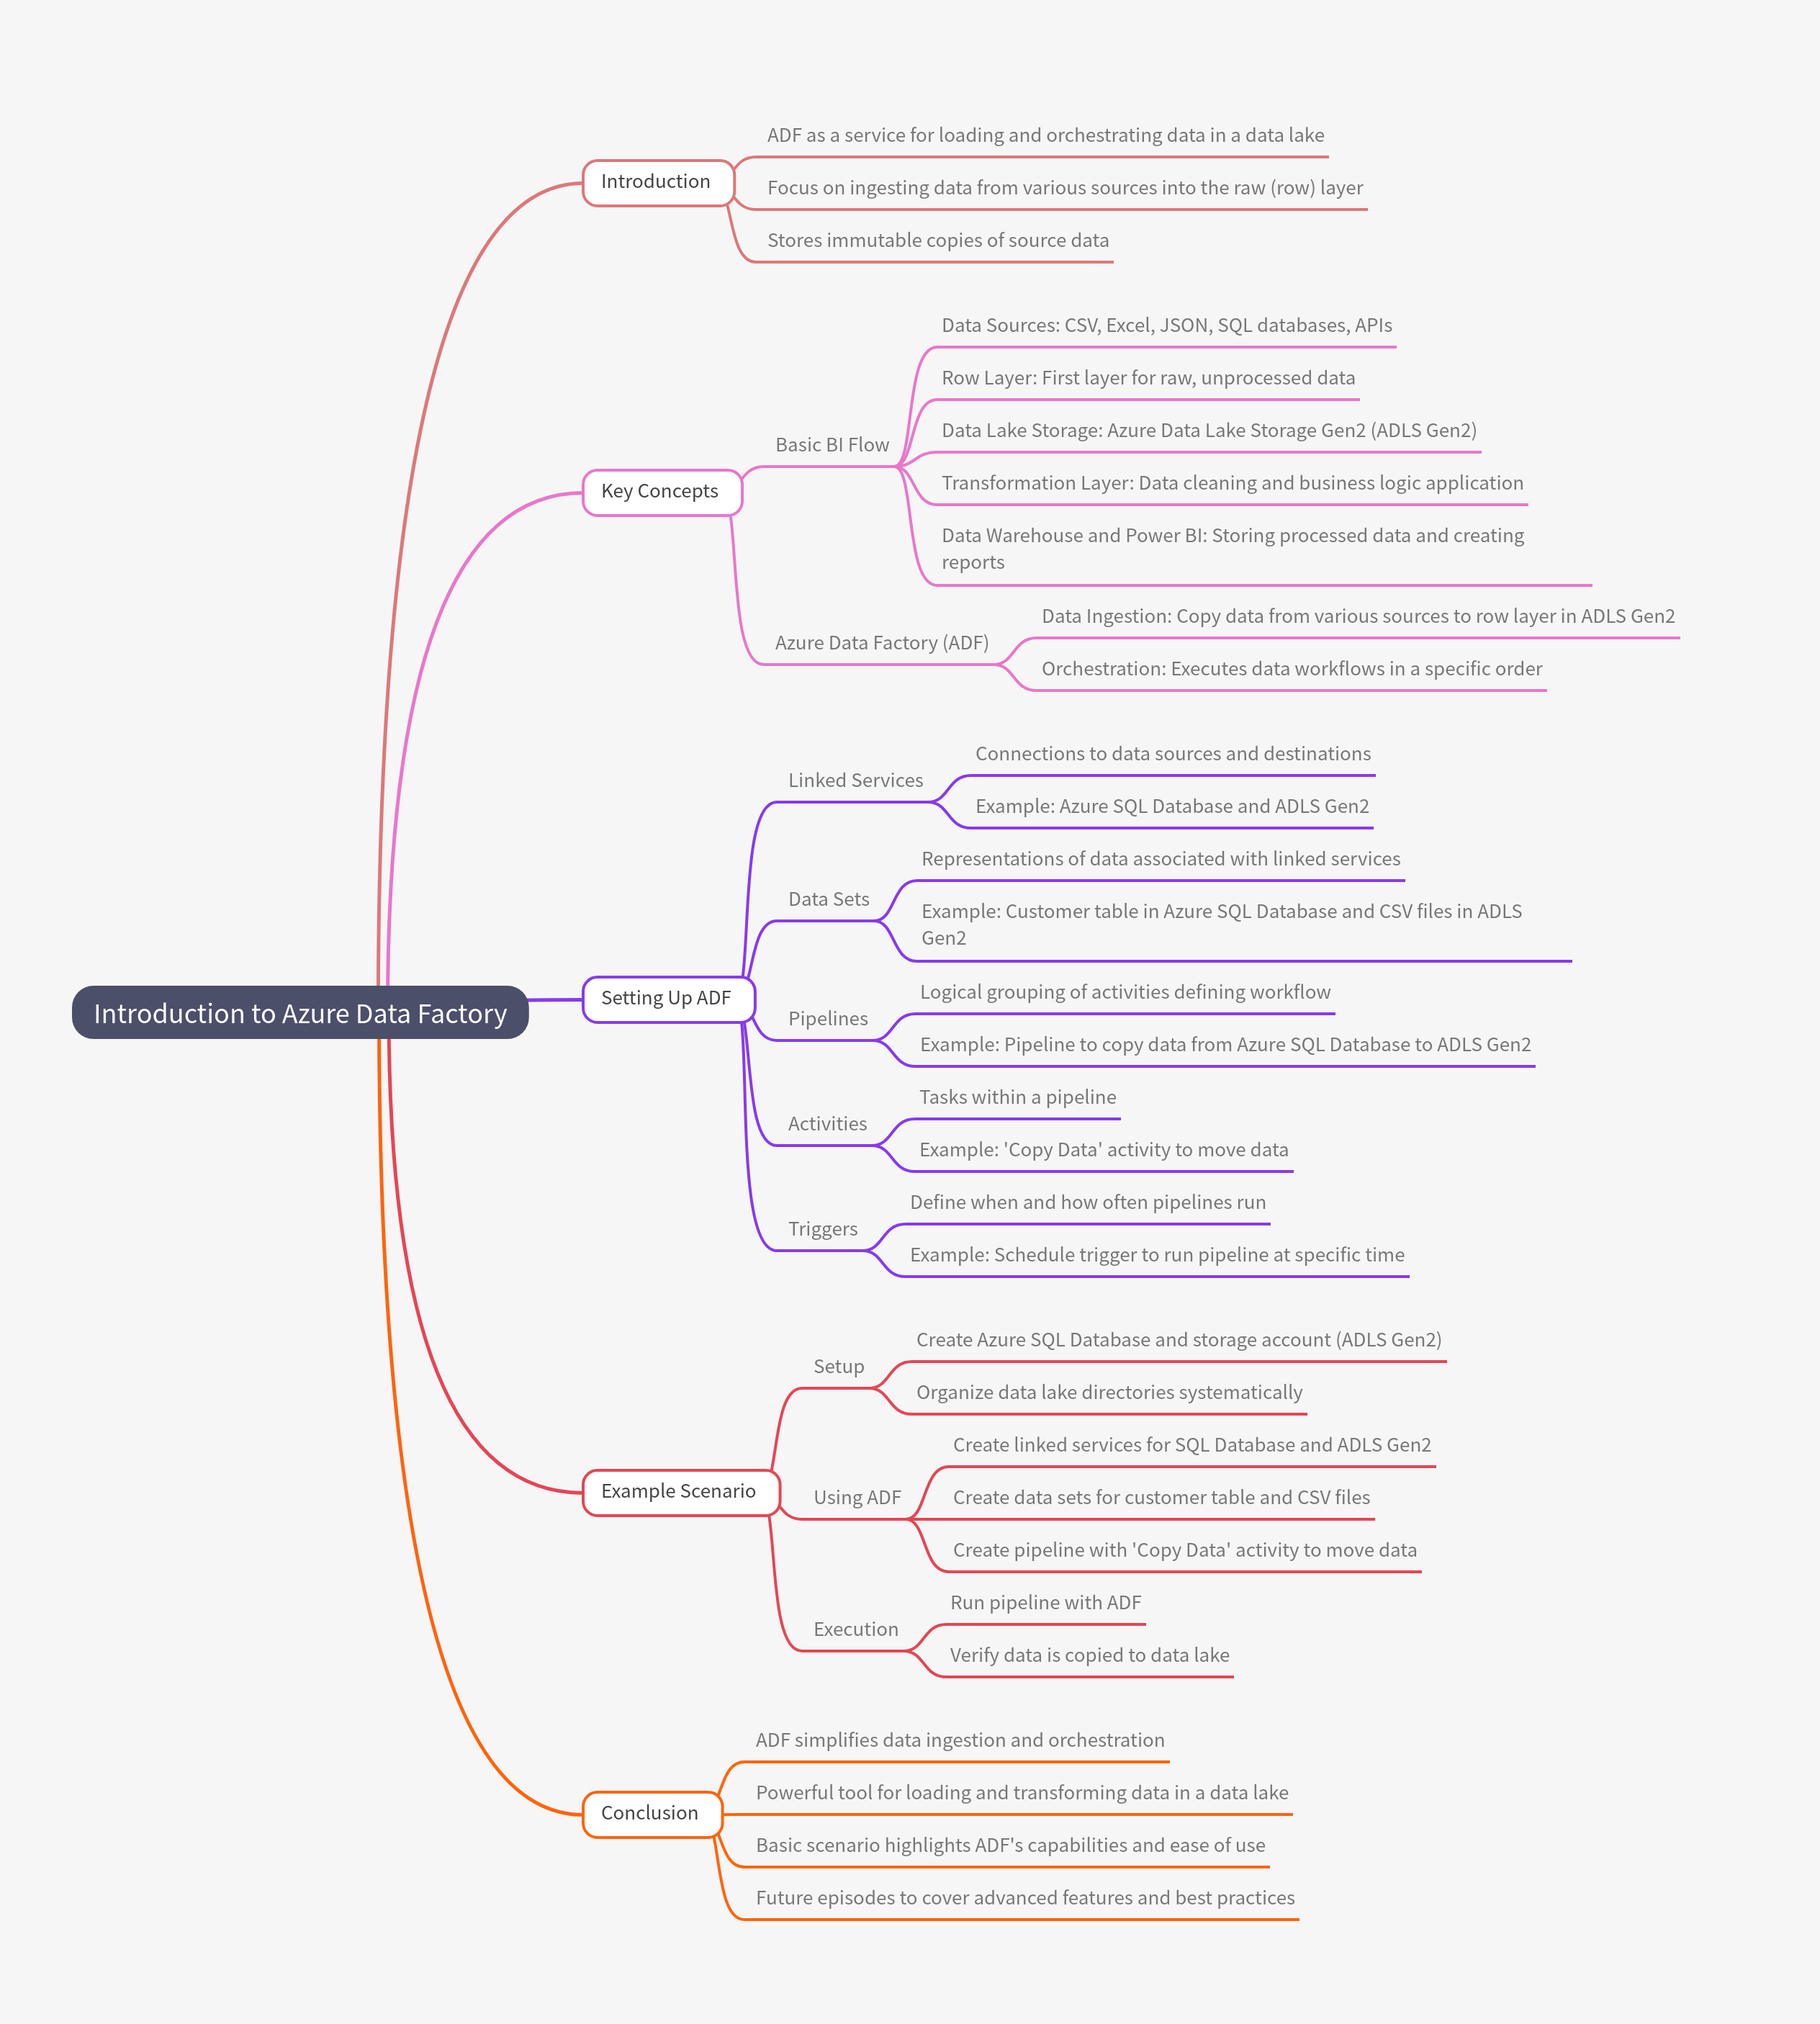 Introduction to Azure Data Factory
Introduction
ADF as a service for loading and orchestrating data in a data lake
Focus on ingesting data from various sources into the raw (row) layer
Stores immutable copies of source data
Key Concepts
Basic BI Flow
Data Sources: CSV, Excel, JSON, SQL databases, APIs
Row Layer: First layer for raw, unprocessed data
Data Lake Storage: Azure Data Lake Storage Gen2 (ADLS Gen2)
Transformation Layer: Data cleaning and business logic application
Data Warehouse and Power BI: Storing processed data and creating
reports
Azure Data Factory (ADF)
Data Ingestion: Copy data from various sources to row layer in ADLS Gen2
Orchestration: Executes data workflows in a specific order
Setting Up ADF
Linked Services
Connections to data sources and destinations
Example: Azure SQL Database and ADLS Gen2
Data Sets
Representations of data associated with linked services
Example: Customer table in Azure SQL Database and CSV files in ADLS
Gen2
Pipelines
Logical grouping of activities defining workflow
Example: Pipeline to copy data from Azure SQL Database to ADLS Gen2
Activities
Tasks within a pipeline
Example: 'Copy Data' activity to move data
Triggers
Define when and how often pipelines run
Example: Schedule trigger to run pipeline at specific time
Example Scenario
Setup
Create Azure SQL Database and storage account (ADLS Gen2)
Organize data lake directories systematically
Using ADF
Create linked services for SQL Database and ADLS Gen2
Create data sets for customer table and CSV files
Create pipeline with 'Copy Data' activity to move data
Execution
Run pipeline with ADF
Verify data is copied to data lake
Conclusion
ADF simplifies data ingestion and orchestration
Powerful tool for loading and transforming data in a data lake
Basic scenario highlights ADF's capabilities and ease of use
Future episodes to cover advanced features and best practices